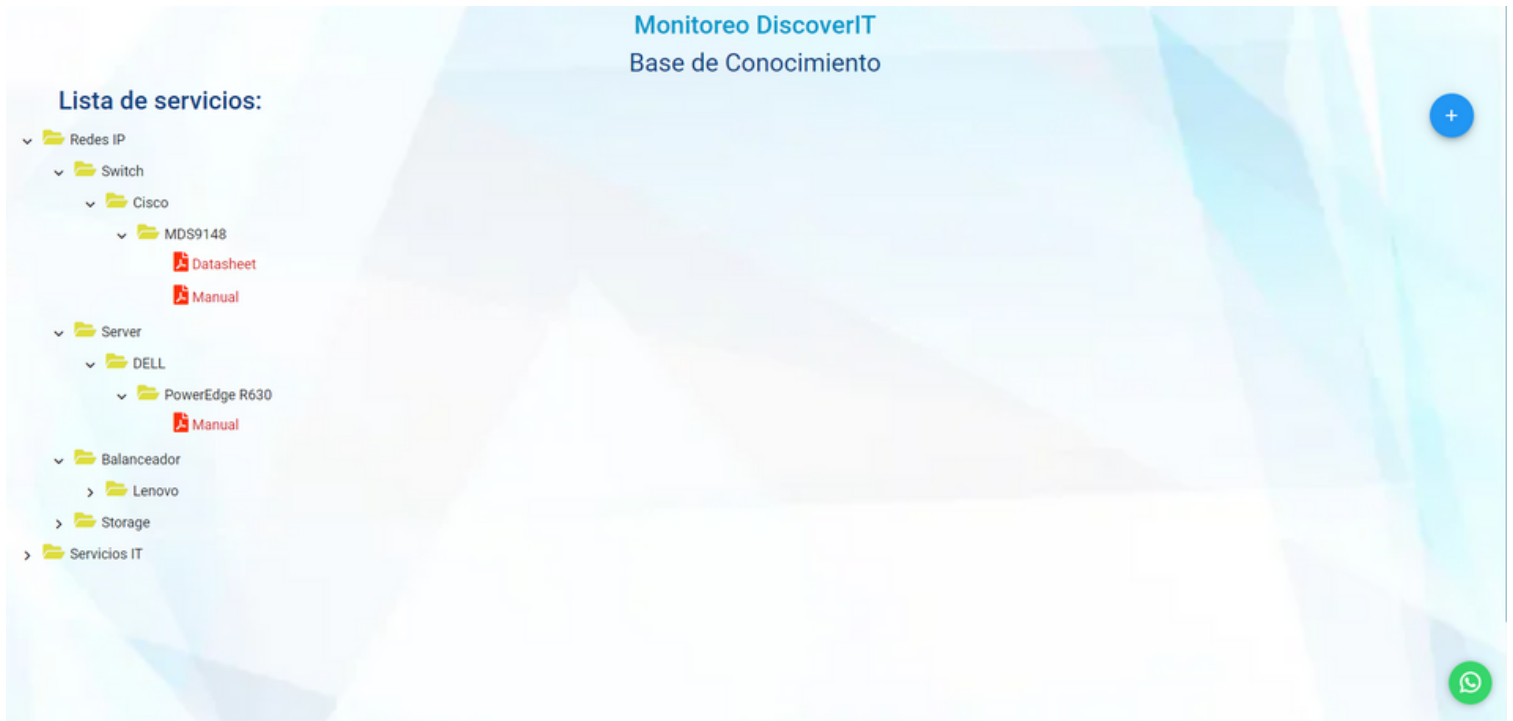 Monitoreo DiscoverIT
Base de Conocimiento
Lista de servicios:
Redes IP
Switch
Cisco
MDS9148
Datasheet
Manual
Server
DELL
PowerEdge R630
Manual
Balanceador
Lenovo
Storage
Servicios IT